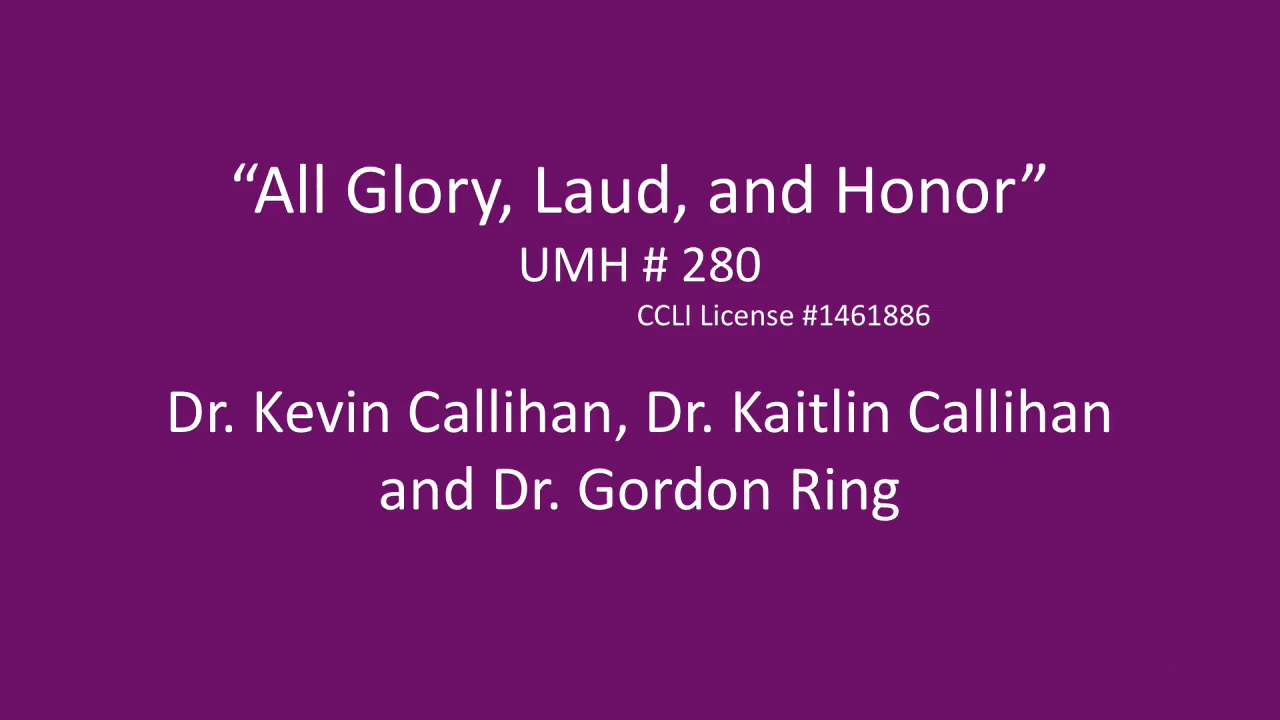 “All Glory, Laud, and Honor”
UMH # 280
CCLI License #1461886
Dr. Kevin Callihan, Dr. Kaitlin Callihan
and Dr. Gordon Ring